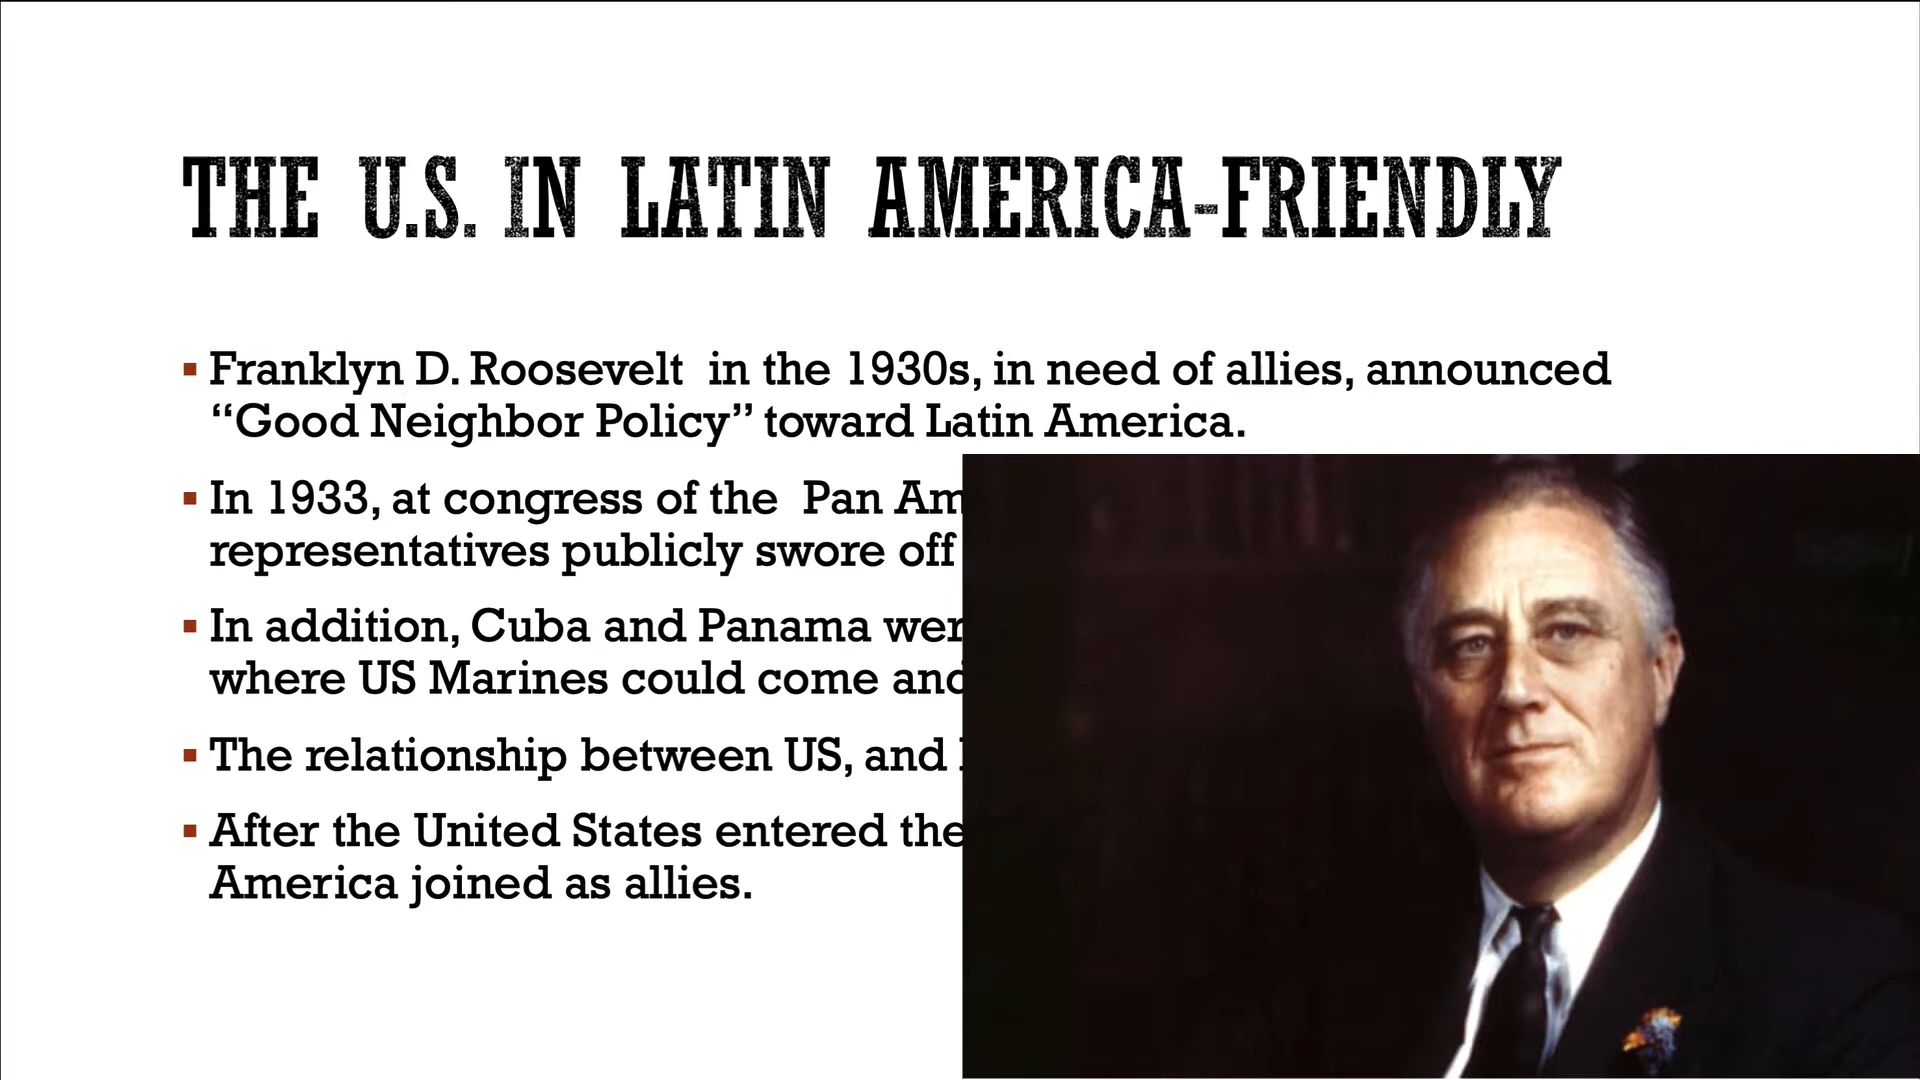 THE U.S. IN LATIN AMERICA-FRIENDLY
Franklyn D. Roosevelt in the 1930s, in need of allies, announced
“Good Neighbor Policy” toward Latin America.
In 1933, at congress of the Pan Am
representatives publicly swore off
In addition, Cuba and Panama wer
where US Marines could come and
The relationship between US, and
After the United States entered the
America joined as allies.